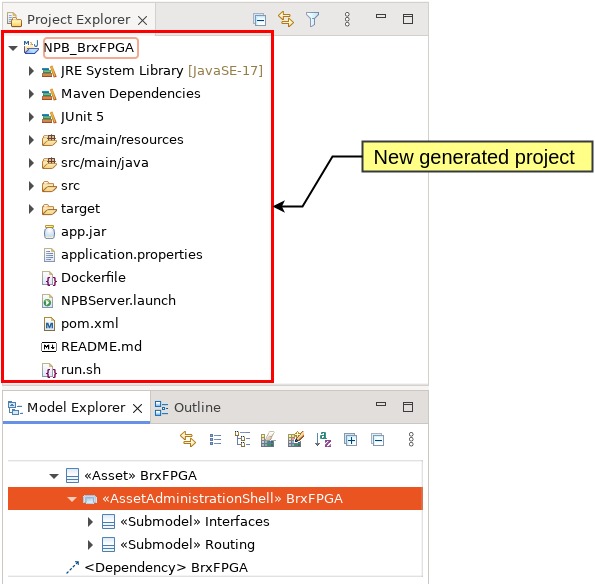 Project Explorer
NPB_BrxFPGA
JRE System Library [JavaSE-17]
Maven Dependencies
JUnit 5
src/main/resources
src/main/java
src
target
app.jar
application.properties
Dockerfile
NPBServer.launch
pom.xml
README.md
run.sh
New generated project
Model Explorer
Outline
«Asset» BrxFPGA
«AssetAdministrationShell» BrxFPGA
«Submodel» Interfaces
«Submodel» Routing
<Dependency> BrxFPGA